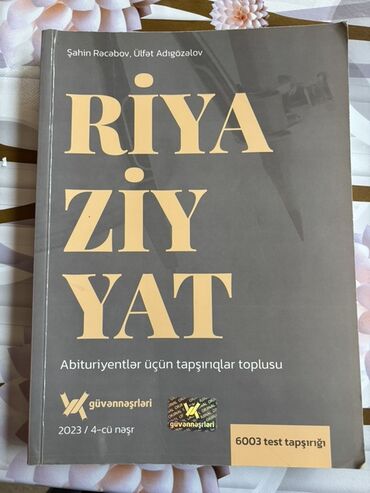 Şahin Rəcəbov, Ülfət Adıgözəlov
RİYA
ZİY
YAT
Abituriyentlər üçün tapşırıqlar toplusu
güvənnəşrləri
2023 / 4-cü nəşr
güvənnəşrləri
6003 test tapşırığı